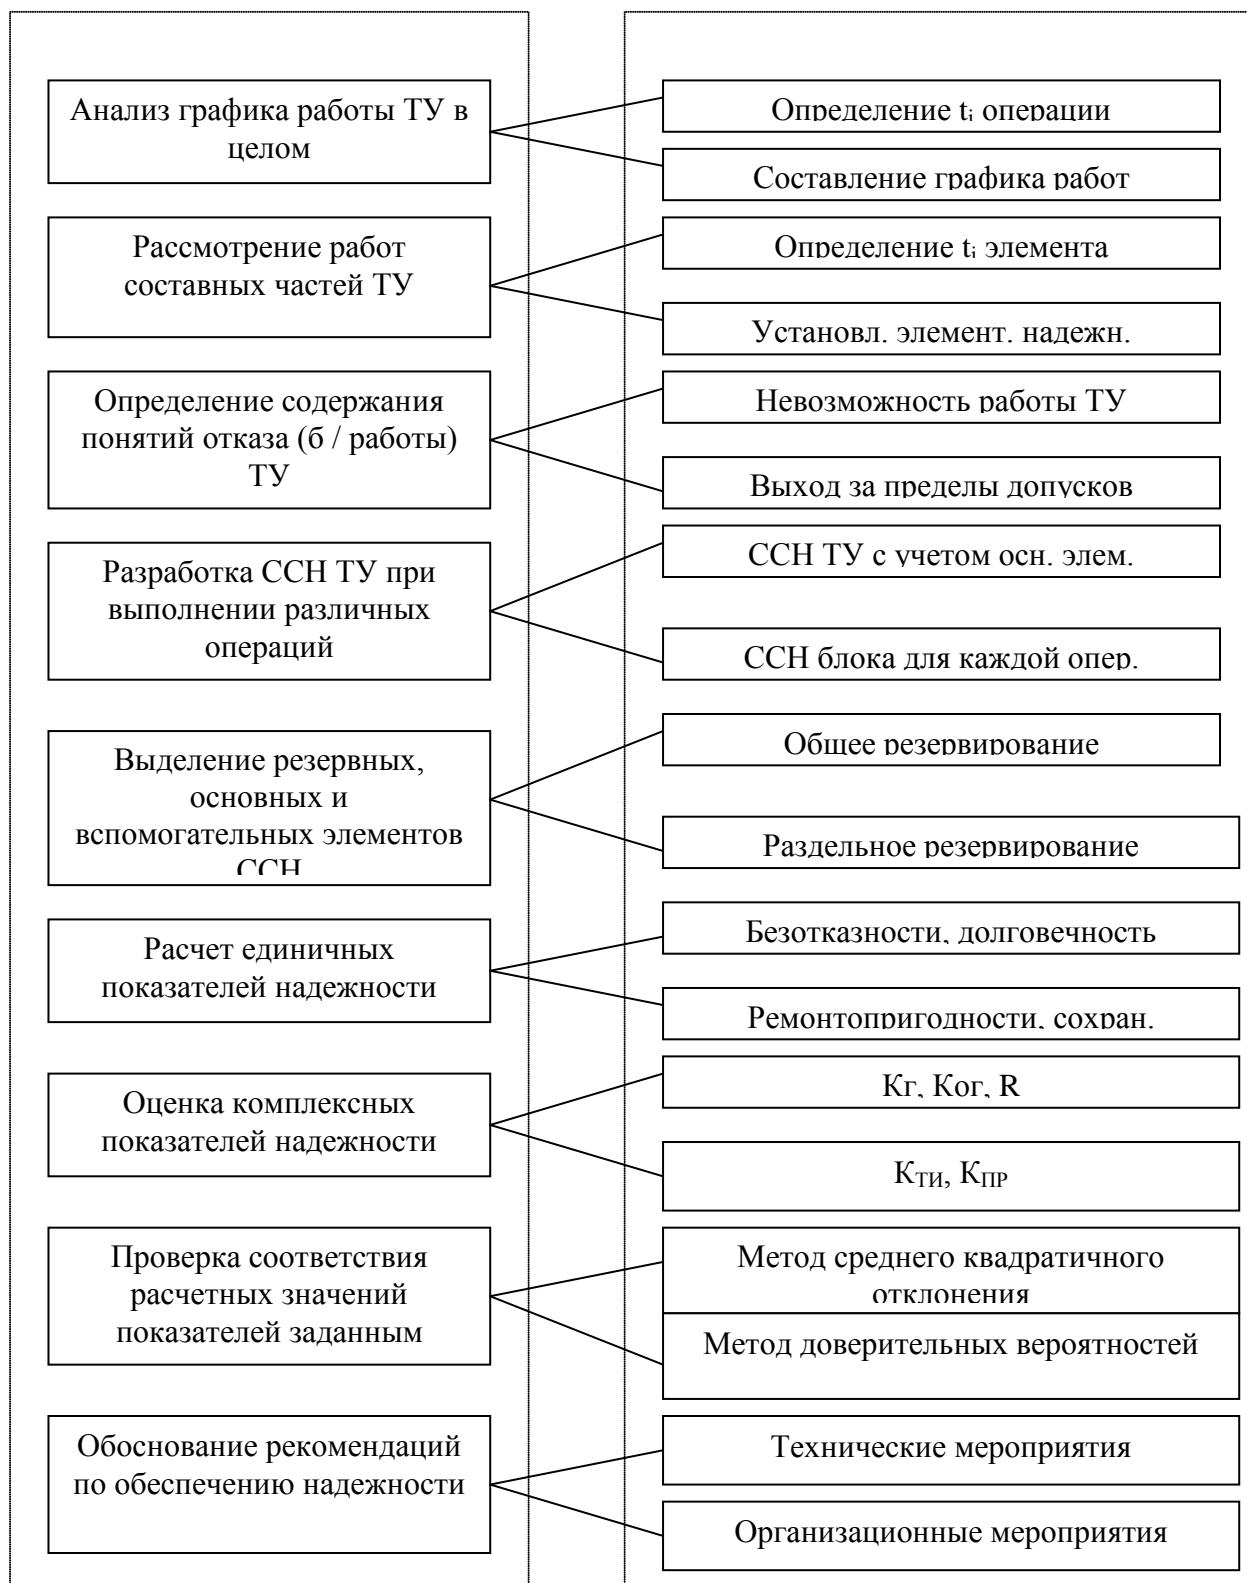 Анализ графика работы ТУ в
целом
Определение tᵢ операции
Составление графика работ
Рассмотрение работ
составных частей ТУ
Определение tᵢ элемента
Установл. элемент. надежн.
Определение содержания
понятий отказа (б / работы)
ТУ
Невозможность работы ТУ
Выход за пределы допусков
Разработка ССН ТУ при
выполнении различных
операций
ССН ТУ с учетом осн. элем.
ССН блока для каждой опер.
Выделение резервных,
основных и
вспомогательных элементов
ССН
Общее резервирование
Раздельное резервирование
Расчет единичных
показателей надежности
Безотказности, долговечность
Ремонтопригодности, сохран.
Оценка комплексных
показателей надежности
Кг, Ког, R
К_ТИ, К_ПР
Проверка соответствия
расчетных значений
показателей заданным
Метод среднего квадратичного
отклонения
Метод доверительных вероятностей
Обоснование рекомендаций
по обеспечению надежности
Технические мероприятия
Организационные мероприятия